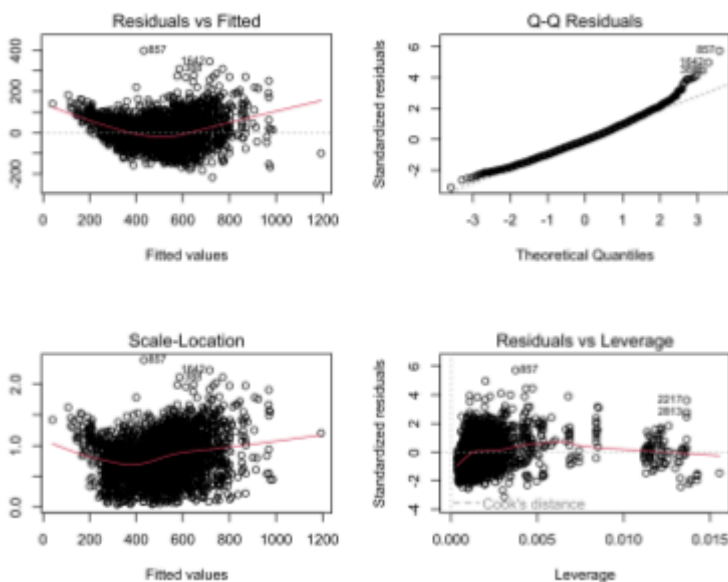 Residuals vs Fitted
857
400
200
0
-200
0 200 400 600 800 1000 1200
Fitted values
Q-Q Residuals
857
Standardized residuals
6
4
2
0
-2
-3 -2 -1 0 1 2 3
Theoretical Quantiles
Scale-Location
857
2.0
1.0
0.0
0 200 400 600 800 1000 1200
Fitted values
Residuals vs Leverage
857
2217
2813
Standardized residuals
6
4
2
0
-2
-4
Cook's distance
0.000 0.005 0.010 0.015
Leverage